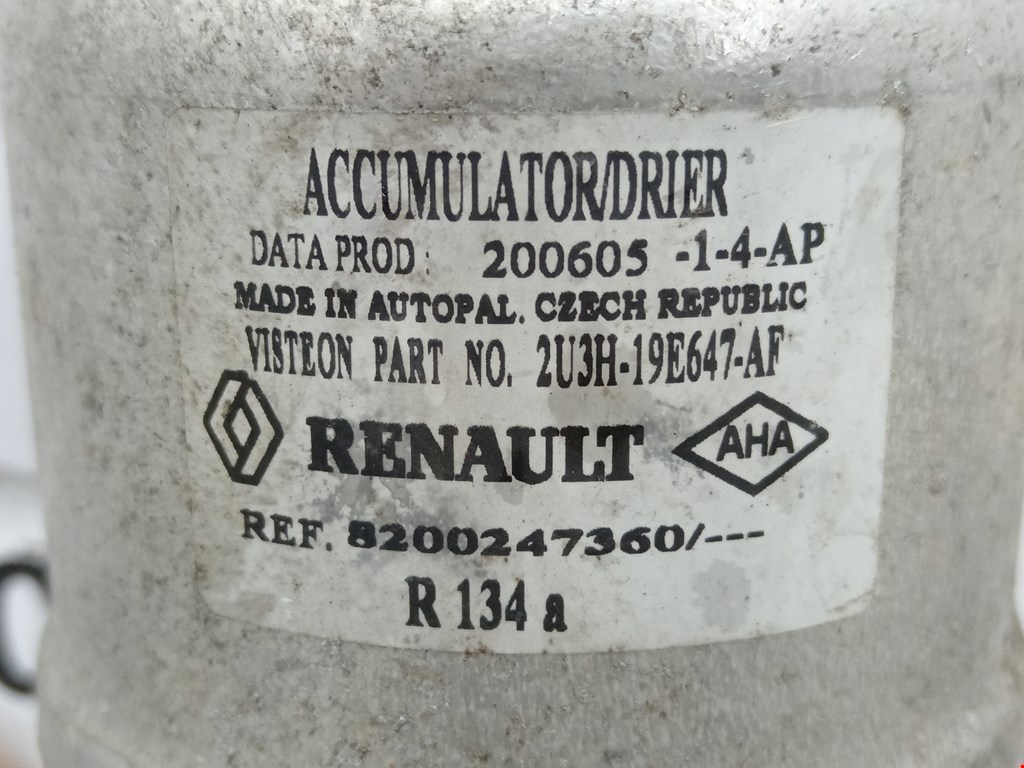 ACCUMULATOR/DRIER
DATA PROD : 200605 -1-4-AP
MADE IN AUTOPAL. CZECH REPUBLIC
VISTEON PART NO. 2U3H-19E647-AF
RENAULT AHA
REF. 8200247360/---
R 134 a